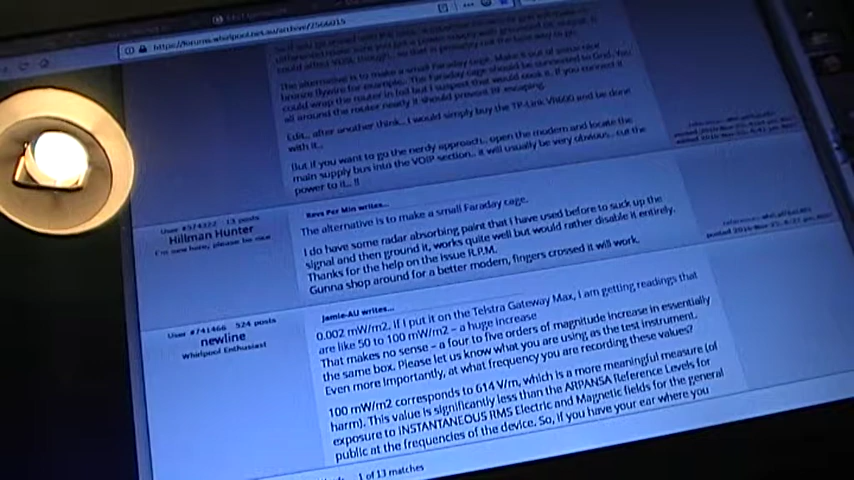 https://forums.whirlpool.net.au/archive/2566015
The alternative is to make a small Faraday cage. Make it out of some nice
bronze flywire for example. The Faraday cage should be connected to Gnd. You
could wrap the router in foil but I suspect that would cook it. If you connect it
all around the router neatly it should prevent RF escaping.
Edit.. after another think.. I would simply buy the TP-Link VR600 and be done
with it..
(But if you want to go the nerdy approach.. open the modem and locate the
main supply bus into the VOIP section.. it will usually be very obvious.. cut the
power to it.. !!
User #574322 13 posts
Hillman Hunter
I'm new here, please be nice
Revs Per Min writes...
The alternative is to make a small Faraday cage.
I do have some radar absorbing paint that I have used before to suck up the
signal and then ground it, works quite well but would rather disable it entirely.
Thanks for the help on the issue R.P.M.
Gunna shop around for a better modem, fingers crossed it will work.
User #741466 524 posts
newline
Whirlpool Enthusiast
Jamie-AU writes...
0.002 mW/m2. If I put it on the Telstra Gateway Max, I am getting readings that
are like 50 to 100 mW/m2 – a huge increase
That makes no sense – a four to five orders of magnitude increase in essentially
the same box. Please let us know what you are using as the test instrument.
Even more importantly, at what frequency you are recording these values?
100 mW/m2 corresponds to 614 V/m, which is a more meaningful measure (of
harm). This value is significantly less than the ARPANSA Reference Levels for
exposure to INSTANTANEOUS RMS Electric and Magnetic fields for the general
public at the frequencies of the device. So, if you have your ear where you
1 of 13 matches